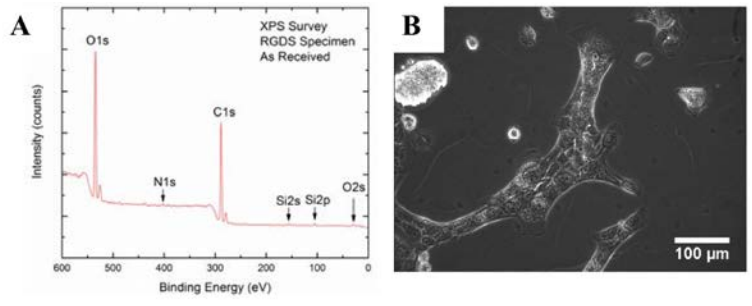 A
XPS Survey
RGDS Specimen
As Received
O1s
C1s
N1s
Si2s
Si2p
O2s
Intensity (counts)
600
500
400
300
200
100
0
Binding Energy (eV)
B
100 µm